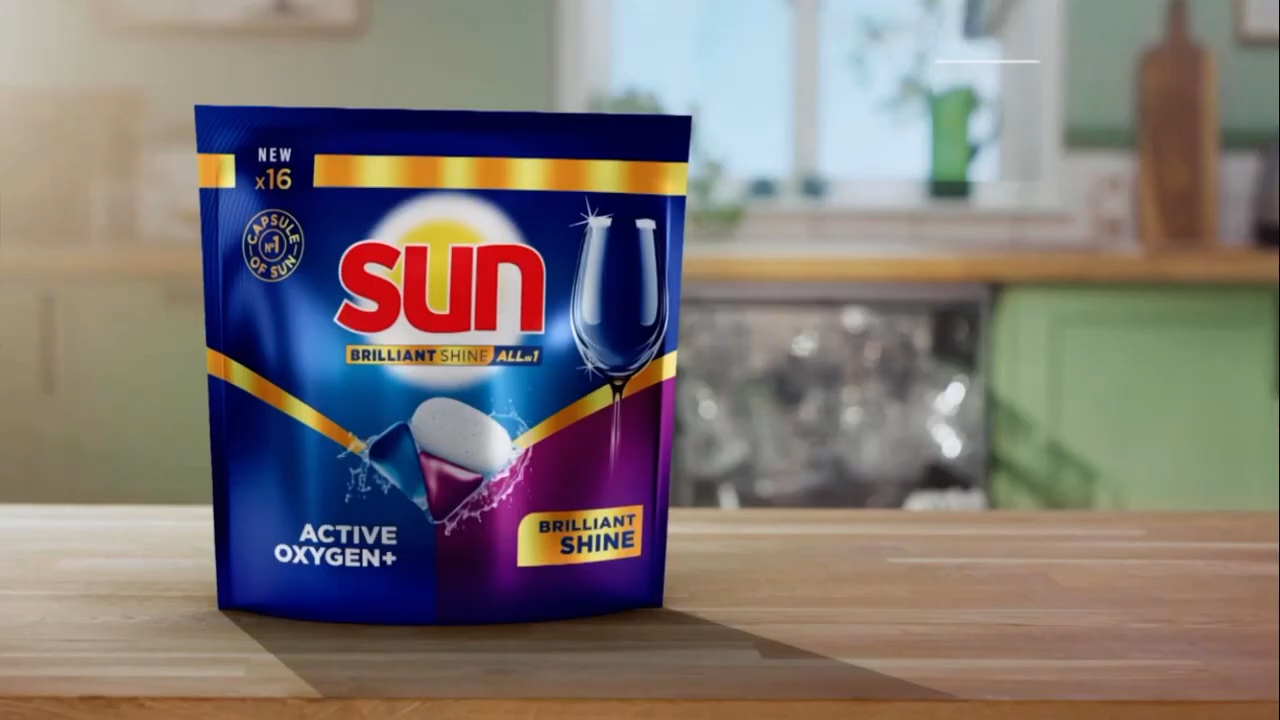 NEW
x16
CAPSULE
N°1
OF SUN
sun
BRILLIANT SHINE ALL in 1
ACTIVE
OXYGEN+
BRILLIANT
SHINE